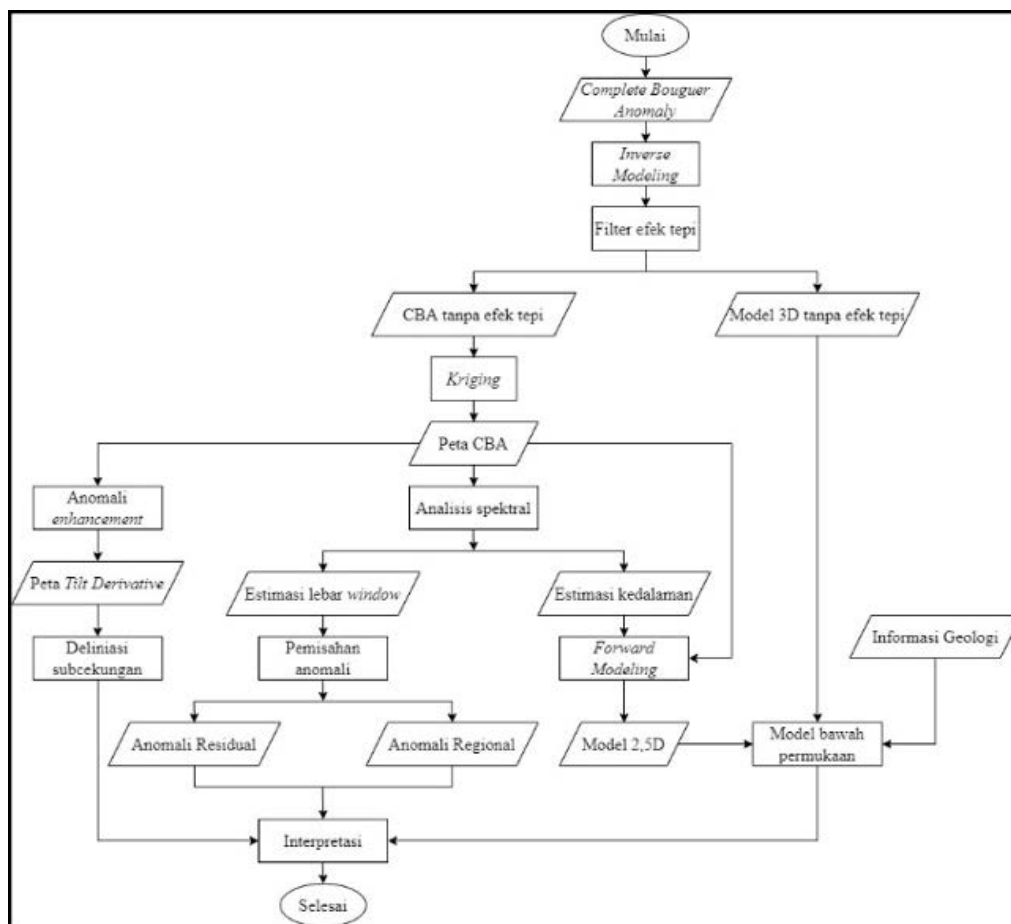 Mulai
Complete Bouguer
Anomaly
Inverse
Modeling
Filter efek tepi
CBA tanpa efek tepi
Model 3D tanpa efek tepi
Kriging
Peta CBA
Anomali
enhancement
Analisis spektral
Peta Tilt Derivative
Estimasi lebar window
Estimasi kedalaman
Deliniasi
subcekungan
Pemisahan
anomali
Forward
Modeling
Informasi Geologi
Anomali Residual
Anomali Regional
Model 2,5D
Model bawah
permukaan
Interpretasi
Selesai